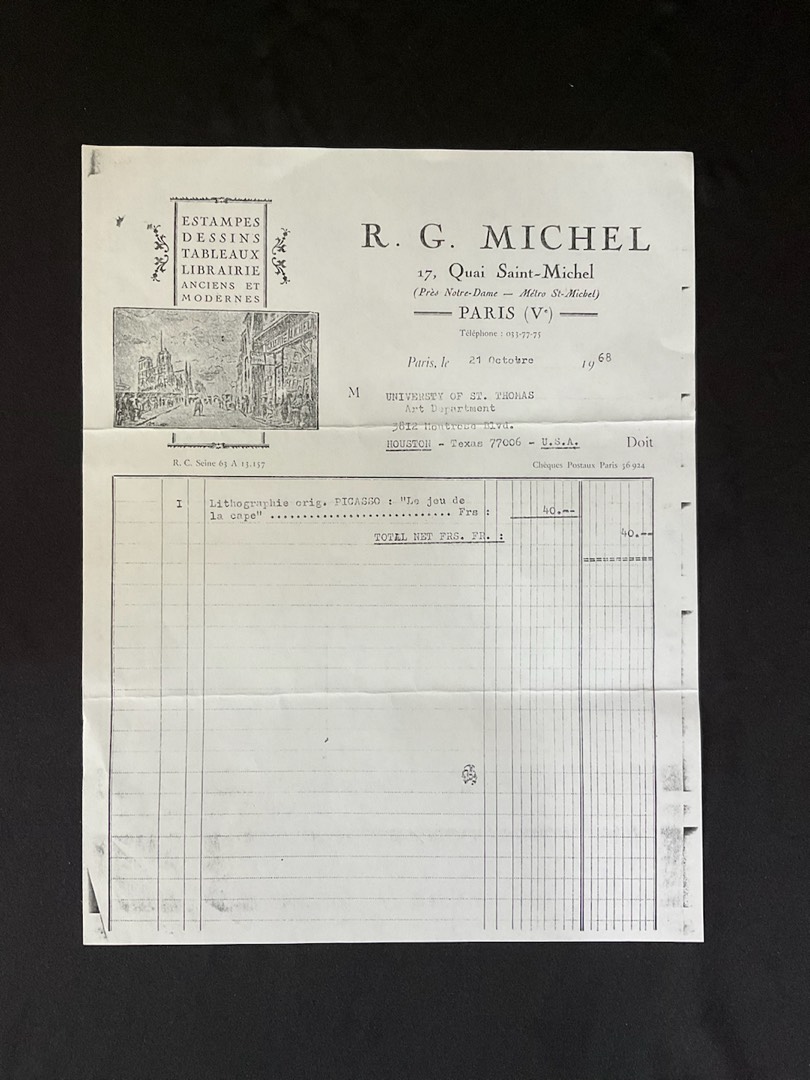 ESTAMPES
DESSINS
TABLEAUX
LIBRAIRIE
ANCIENS ET
MODERNES
R. G. MICHEL
17, Quai Saint-Michel
(Près Notre-Dame — Métro St-Michel)
PARIS (Vᵉ)
Téléphone : 033-77-75
Paris, le 21 Octobre 1968
M UNIVERSTY OF ST. THOMAS
Art Department
3812 Montrose Blvd.
HOUSTON - Texas 77006 - U.S.A. Doit
R. C. Seine 63 A 13.157
Chèques Postaux Paris 36 924
I Lithographie orig. PICASSO : "Le jeu de
la cape" ............................ Frs : 40.--
TOTAL NET FRS. FR. : 40.--